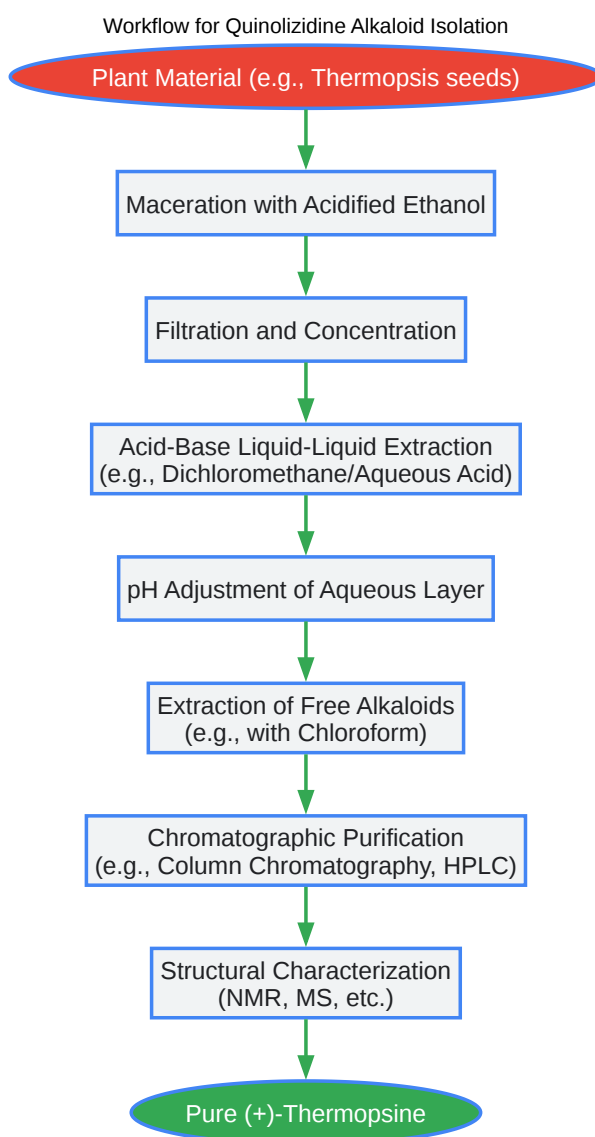 Workflow for Quinolizidine Alkaloid Isolation
Plant Material (e.g., Thermopsis seeds)
Maceration with Acidified Ethanol
Filtration and Concentration
Acid-Base Liquid-Liquid Extraction
(e.g., Dichloromethane/Aqueous Acid)
pH Adjustment of Aqueous Layer
Extraction of Free Alkaloids
(e.g., with Chloroform)
Chromatographic Purification
(e.g., Column Chromatography, HPLC)
Structural Characterization
(NMR, MS, etc.)
Pure (+)-Thermopsine